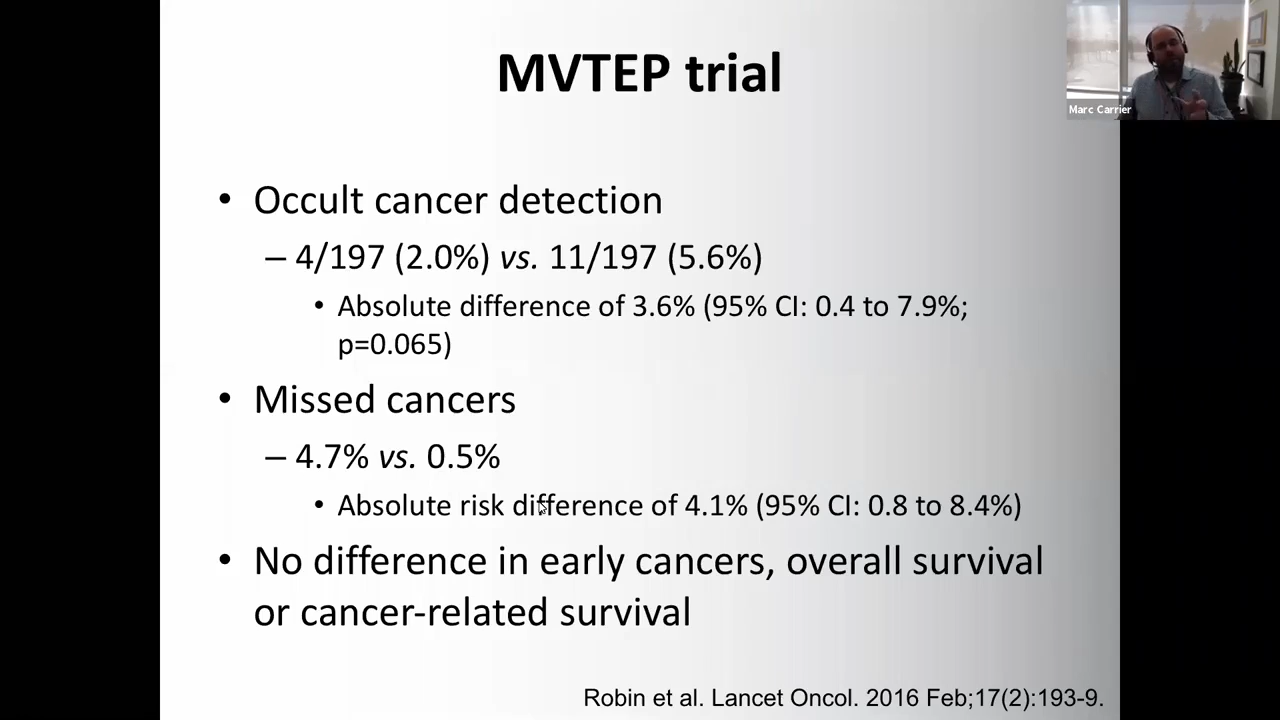 MVTEP trial
Marc Carrier
• Occult cancer detection
– 4/197 (2.0%) vs. 11/197 (5.6%)
• Absolute difference of 3.6% (95% CI: 0.4 to 7.9%;
p=0.065)
• Missed cancers
– 4.7% vs. 0.5%
• Absolute risk difference of 4.1% (95% CI: 0.8 to 8.4%)
• No difference in early cancers, overall survival
or cancer-related survival
Robin et al. Lancet Oncol. 2016 Feb;17(2):193-9.